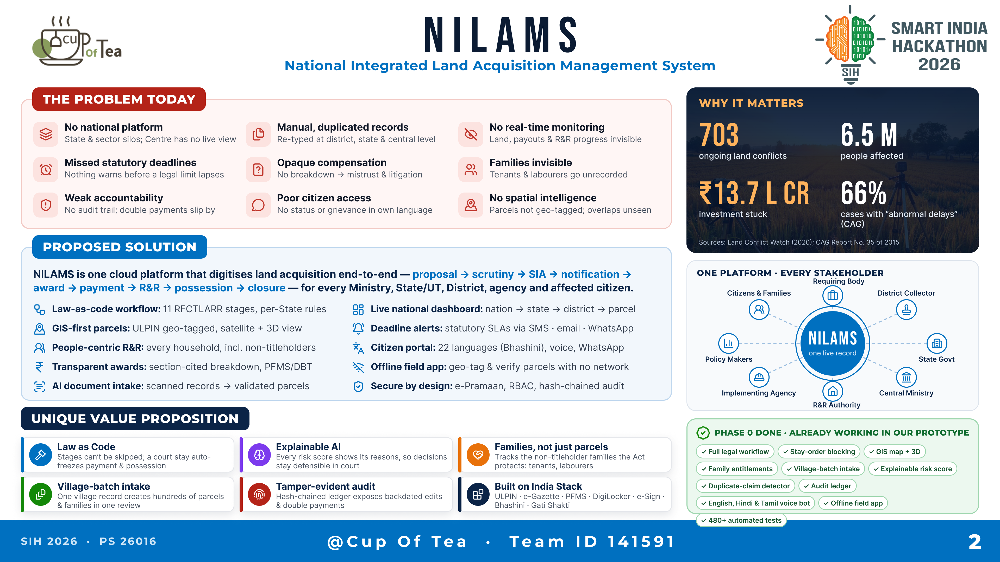 cuP of Tea
NILAMS
National Integrated Land Acquisition Management System
SIH
SMART INDIA
HACKATHON
2026
THE PROBLEM TODAY
No national platform
State & sector silos; Centre has no live view
Manual, duplicated records
Re-typed at district, state & central level
No real-time monitoring
Land, payouts & R&R progress invisible
Missed statutory deadlines
Nothing warns before a legal limit lapses
Opaque compensation
No breakdown → mistrust & litigation
Families invisible
Tenants & labourers go unrecorded
Weak accountability
No audit trail; double payments slip by
Poor citizen access
No status or grievance in own language
No spatial intelligence
Parcels not geo-tagged; overlaps unseen
PROPOSED SOLUTION
NILAMS is one cloud platform that digitises land acquisition end-to-end — proposal → scrutiny → SIA → notification →
award → payment → R&R → possession → closure — for every Ministry, State/UT, District, agency and affected citizen.
Law-as-code workflow: 11 RFCTLARR stages, per-State rules
Live national dashboard: nation → state → district → parcel
GIS-first parcels: ULPIN geo-tagged, satellite + 3D view
Deadline alerts: statutory SLAs via SMS · email · WhatsApp
People-centric R&R: every household, incl. non-titleholders
Citizen portal: 22 languages (Bhashini), voice, WhatsApp
Transparent awards: section-cited breakdown, PFMS/DBT
Offline field app: geo-tag & verify parcels with no network
AI document intake: scanned records → validated parcels
Secure by design: e-Pramaan, RBAC, hash-chained audit
UNIQUE VALUE PROPOSITION
Law as Code
Stages can’t be skipped; a court stay auto-
freezes payment & possession
Explainable AI
Every risk score shows its reasons, so decisions
stay defensible in court
Families, not just parcels
Tracks the non-titleholder families the Act
protects: tenants, labourers
Village-batch intake
One village record creates hundreds of parcels
& families in one review
Tamper-evident audit
Hash-chained ledger exposes backdated edits
& double payments
Built on India Stack
ULPIN · e-Gazette · PFMS · DigiLocker · e-Sign ·
Bhashini · Gati Shakti
WHY IT MATTERS
703
ongoing land conflicts
6.5 M
people affected
₹13.7 L CR
investment stuck
66%
cases with “abnormal delays”
(CAG)
Sources: Land Conflict Watch (2020); CAG Report No. 35 of 2015
ONE PLATFORM · EVERY STAKEHOLDER
Requiring Body
Citizens & Families
District Collector
NILAMS
one live record
Policy Makers
State Govt
Implementing Agency
Central Ministry
R&R Authority
PHASE 0 DONE · ALREADY WORKING IN OUR PROTOTYPE
✓ Full legal workflow
✓ Stay-order blocking
✓ GIS map + 3D
✓ Family entitlements
✓ Village-batch intake
✓ Explainable risk score
✓ Duplicate-claim detector
✓ Audit ledger
✓ English, Hindi & Tamil voice bot
✓ Offline field app
✓ 480+ automated tests
SIH 2026 · PS 26016
@Cup Of Tea · Team ID 141591
2